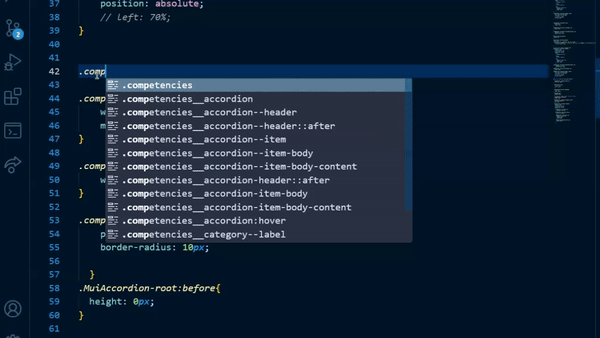 37 position: absolute;
38 // Left: 70%;
39 }
40
41
42 .comp
43 .competencies
44 .com .competencies__accordion
45 w .competencies__accordion--header
46 m .competencies__accordion--header::after
47 } .competencies__accordion--item
48 .competencies__accordion--item-body
49 .com .competencies__accordion--item-body-content
50 w .competencies__accordion-header::after
51 } .competencies__accordion-item-body
52 .competencies__accordion-item-body-content
53 .comp .competencies__accordion:hover
54 p .competencies__category--label
55 border-radius: 10px;
56
57 }
58 .MuiAccordion-root:before{
59 height: 0px;
60 }
61
2